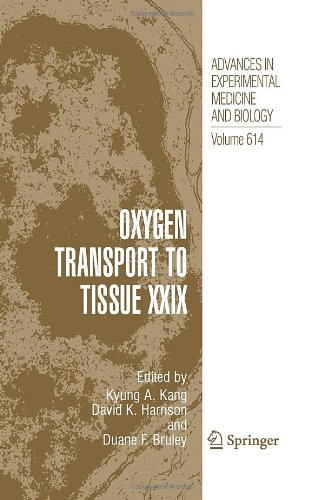 ADVANCES IN
EXPERIMENTAL
MEDICINE
AND BIOLOGY
Volume 614
OXYGEN
TRANSPORT TO
TISSUE XXIX
Edited by
Kyung A. Kang
David K. Harrison
and
Duane F. Bruley
Springer